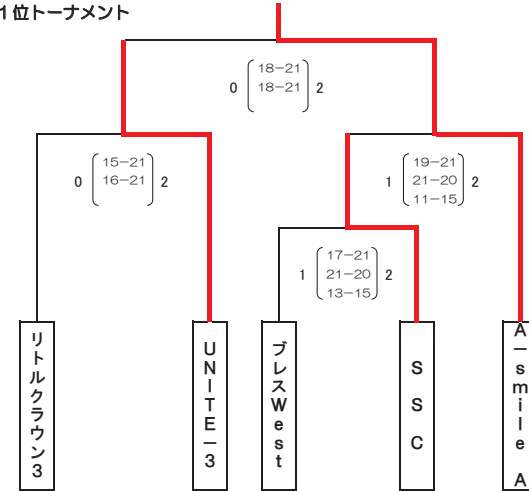 1位トーナメント
18-21
0 18-21 2
15-21
0 16-21 2
19-21
1 21-20 2
11-15
17-21
1 21-20 2
13-15
リトルクラウン3
UNITE-3
ブレスWest
SSC
A-smile A